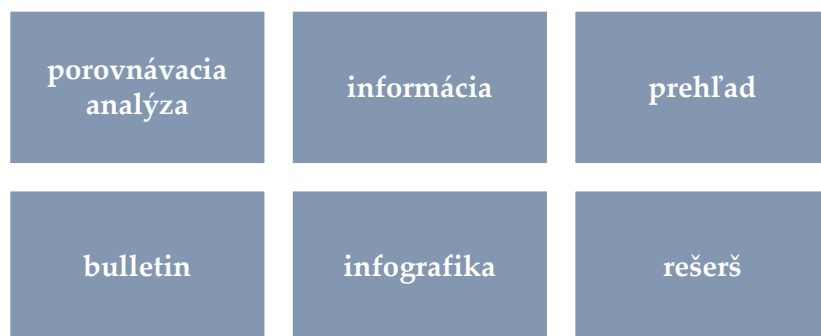 porovnávacia
analýza
informácia
prehľad
bulletin
infografika
rešerš